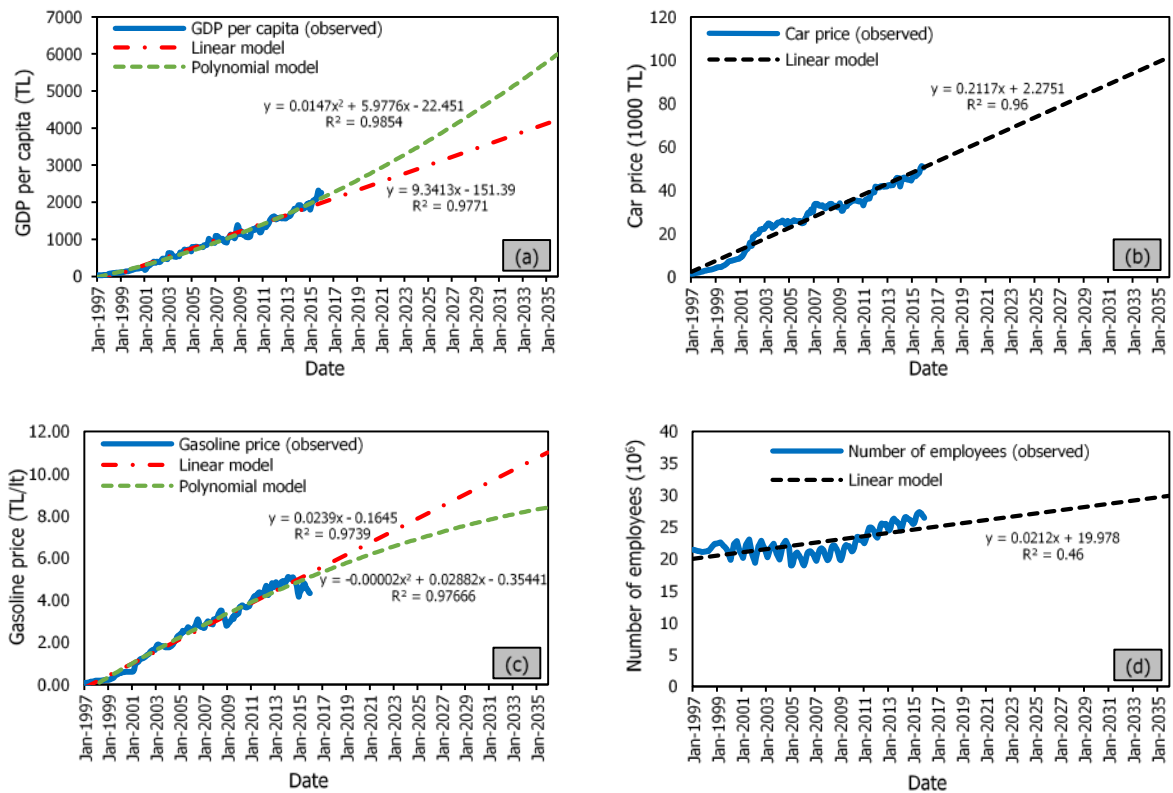 GDP per capita (TL)
7000
6000
5000
4000
3000
2000
1000
0
GDP per capita (observed)
Linear model
Polynomial model
y = 0.0147x² + 5.9776x - 22.451
R² = 0.9854
y = 9.3413x - 151.39
R² = 0.9771
(a)
Jan-1997
Jan-1999
Jan-2001
Jan-2003
Jan-2005
Jan-2007
Jan-2009
Jan-2011
Jan-2013
Jan-2015
Jan-2017
Jan-2019
Jan-2021
Jan-2023
Jan-2025
Jan-2027
Jan-2029
Jan-2031
Jan-2033
Jan-2035
Date
Car price (1000 TL)
120
100
80
60
40
20
0
Car price (observed)
Linear model
y = 0.2117x + 2.2751
R² = 0.96
(b)
Jan-1997
Jan-1999
Jan-2001
Jan-2003
Jan-2005
Jan-2007
Jan-2009
Jan-2011
Jan-2013
Jan-2015
Jan-2017
Jan-2019
Jan-2021
Jan-2023
Jan-2025
Jan-2027
Jan-2029
Jan-2031
Jan-2033
Jan-2035
Date
Gasoline price (TL/lt)
12.00
10.00
8.00
6.00
4.00
2.00
0.00
Gasoline price (observed)
Linear model
Polynomial model
y = 0.0239x - 0.1645
R² = 0.9739
y = -0.00002x² + 0.02882x - 0.35441
R² = 0.97666
(c)
Jan-1997
Jan-1999
Jan-2001
Jan-2003
Jan-2005
Jan-2007
Jan-2009
Jan-2011
Jan-2013
Jan-2015
Jan-2017
Jan-2019
Jan-2021
Jan-2023
Jan-2025
Jan-2027
Jan-2029
Jan-2031
Jan-2033
Jan-2035
Date
Number of employees (10⁶)
40
35
30
25
20
15
10
5
0
Number of employees (observed)
Linear model
y = 0.0212x + 19.978
R² = 0.46
(d)
Jan-1997
Jan-1999
Jan-2001
Jan-2003
Jan-2005
Jan-2007
Jan-2009
Jan-2011
Jan-2013
Jan-2015
Jan-2017
Jan-2019
Jan-2021
Jan-2023
Jan-2025
Jan-2027
Jan-2029
Jan-2031
Jan-2033
Jan-2035
Date